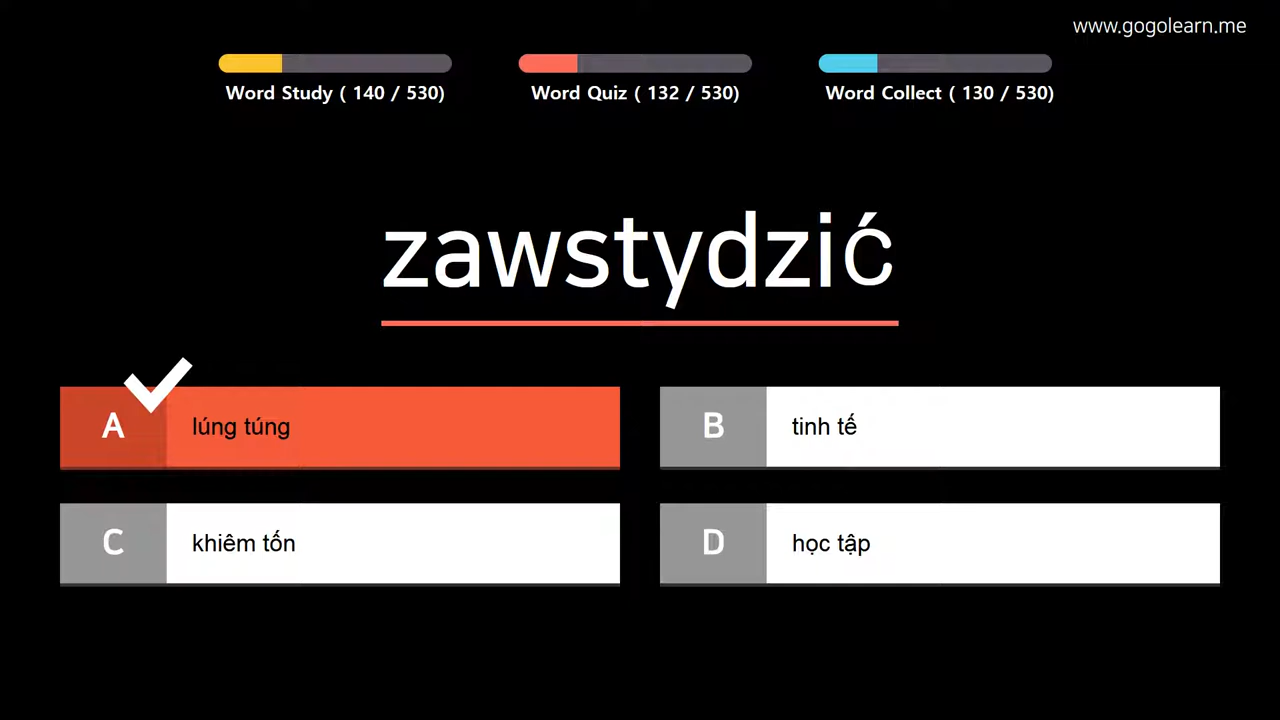 www.gogolearn.me
Word Study ( 140 / 530)
Word Quiz ( 132 / 530)
Word Collect ( 130 / 530)
zawstydzić
A lúng túng
B tinh tế
C khiêm tốn
D học tập